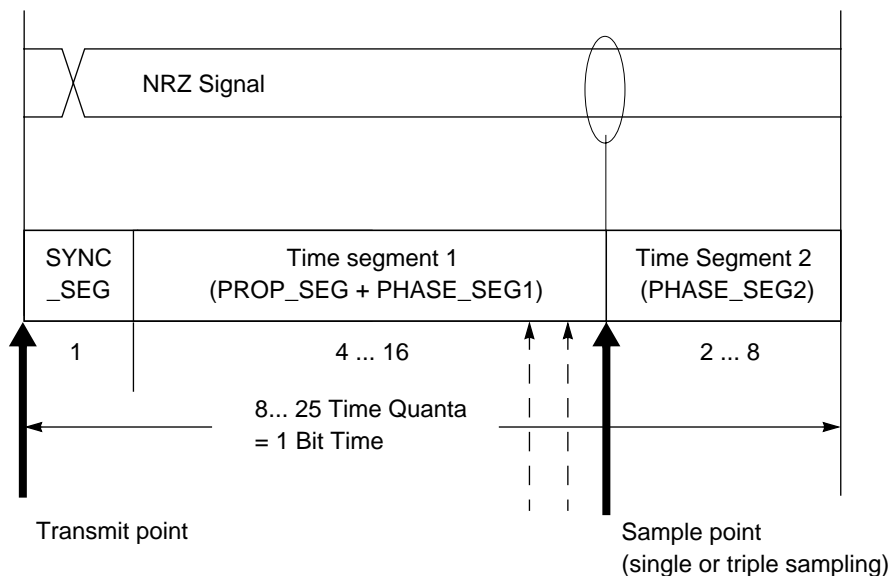 NRZ Signal
SYNC
_SEG
Time segment 1
(PROP_SEG + PHASE_SEG1)
Time Segment 2
(PHASE_SEG2)
1
4 ... 16
2 ... 8
8... 25 Time Quanta
= 1 Bit Time
Transmit point
Sample point
(single or triple sampling)